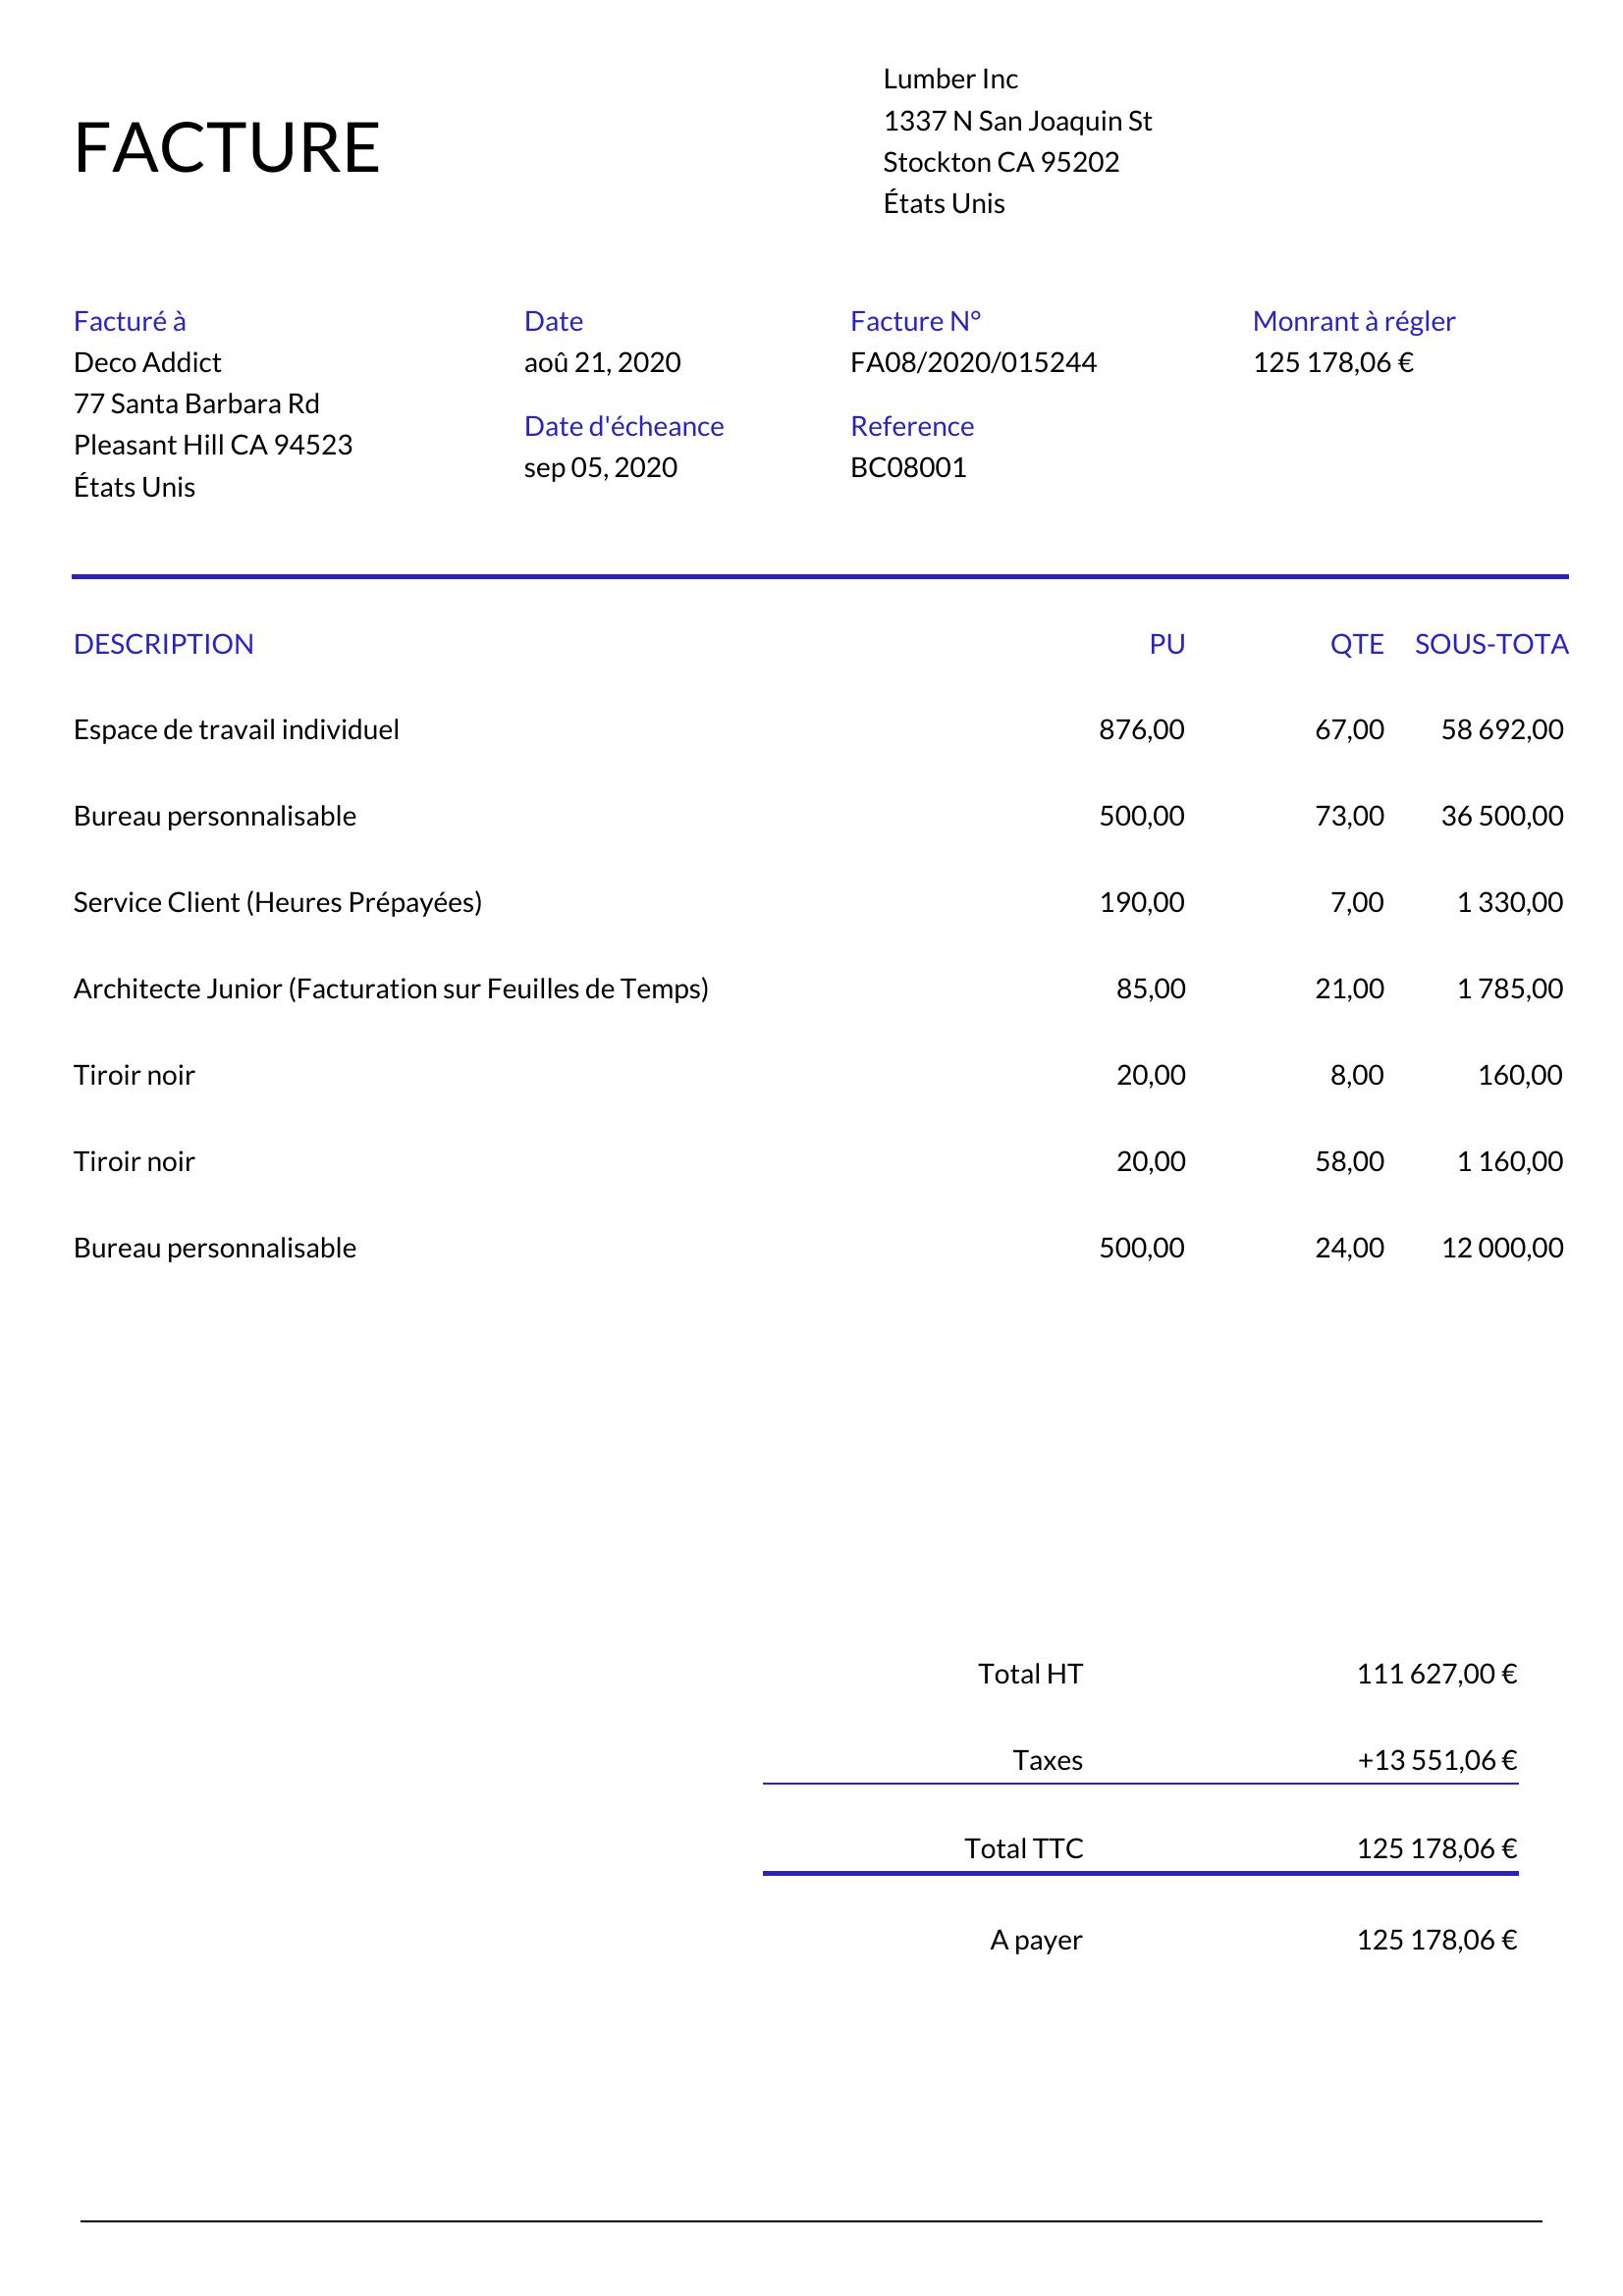 Lumber Inc
1337 N San Joaquin St
Stockton CA 95202
États Unis
FACTURE
Facturé à
Deco Addict
77 Santa Barbara Rd
Pleasant Hill CA 94523
États Unis
Date
aoû 21, 2020
Date d'écheance
sep 05, 2020
Facture N°
FA08/2020/015244
Reference
BC08001
Monrant à régler
125 178,06 €
DESCRIPTION PU QTE SOUS-TOTA
Espace de travail individuel 876,00 67,00 58 692,00
Bureau personnalisable 500,00 73,00 36 500,00
Service Client (Heures Prépayées) 190,00 7,00 1 330,00
Architecte Junior (Facturation sur Feuilles de Temps) 85,00 21,00 1 785,00
Tiroir noir 20,00 8,00 160,00
Tiroir noir 20,00 58,00 1 160,00
Bureau personnalisable 500,00 24,00 12 000,00
Total HT 111 627,00 €
Taxes +13 551,06 €
Total TTC 125 178,06 €
A payer 125 178,06 €